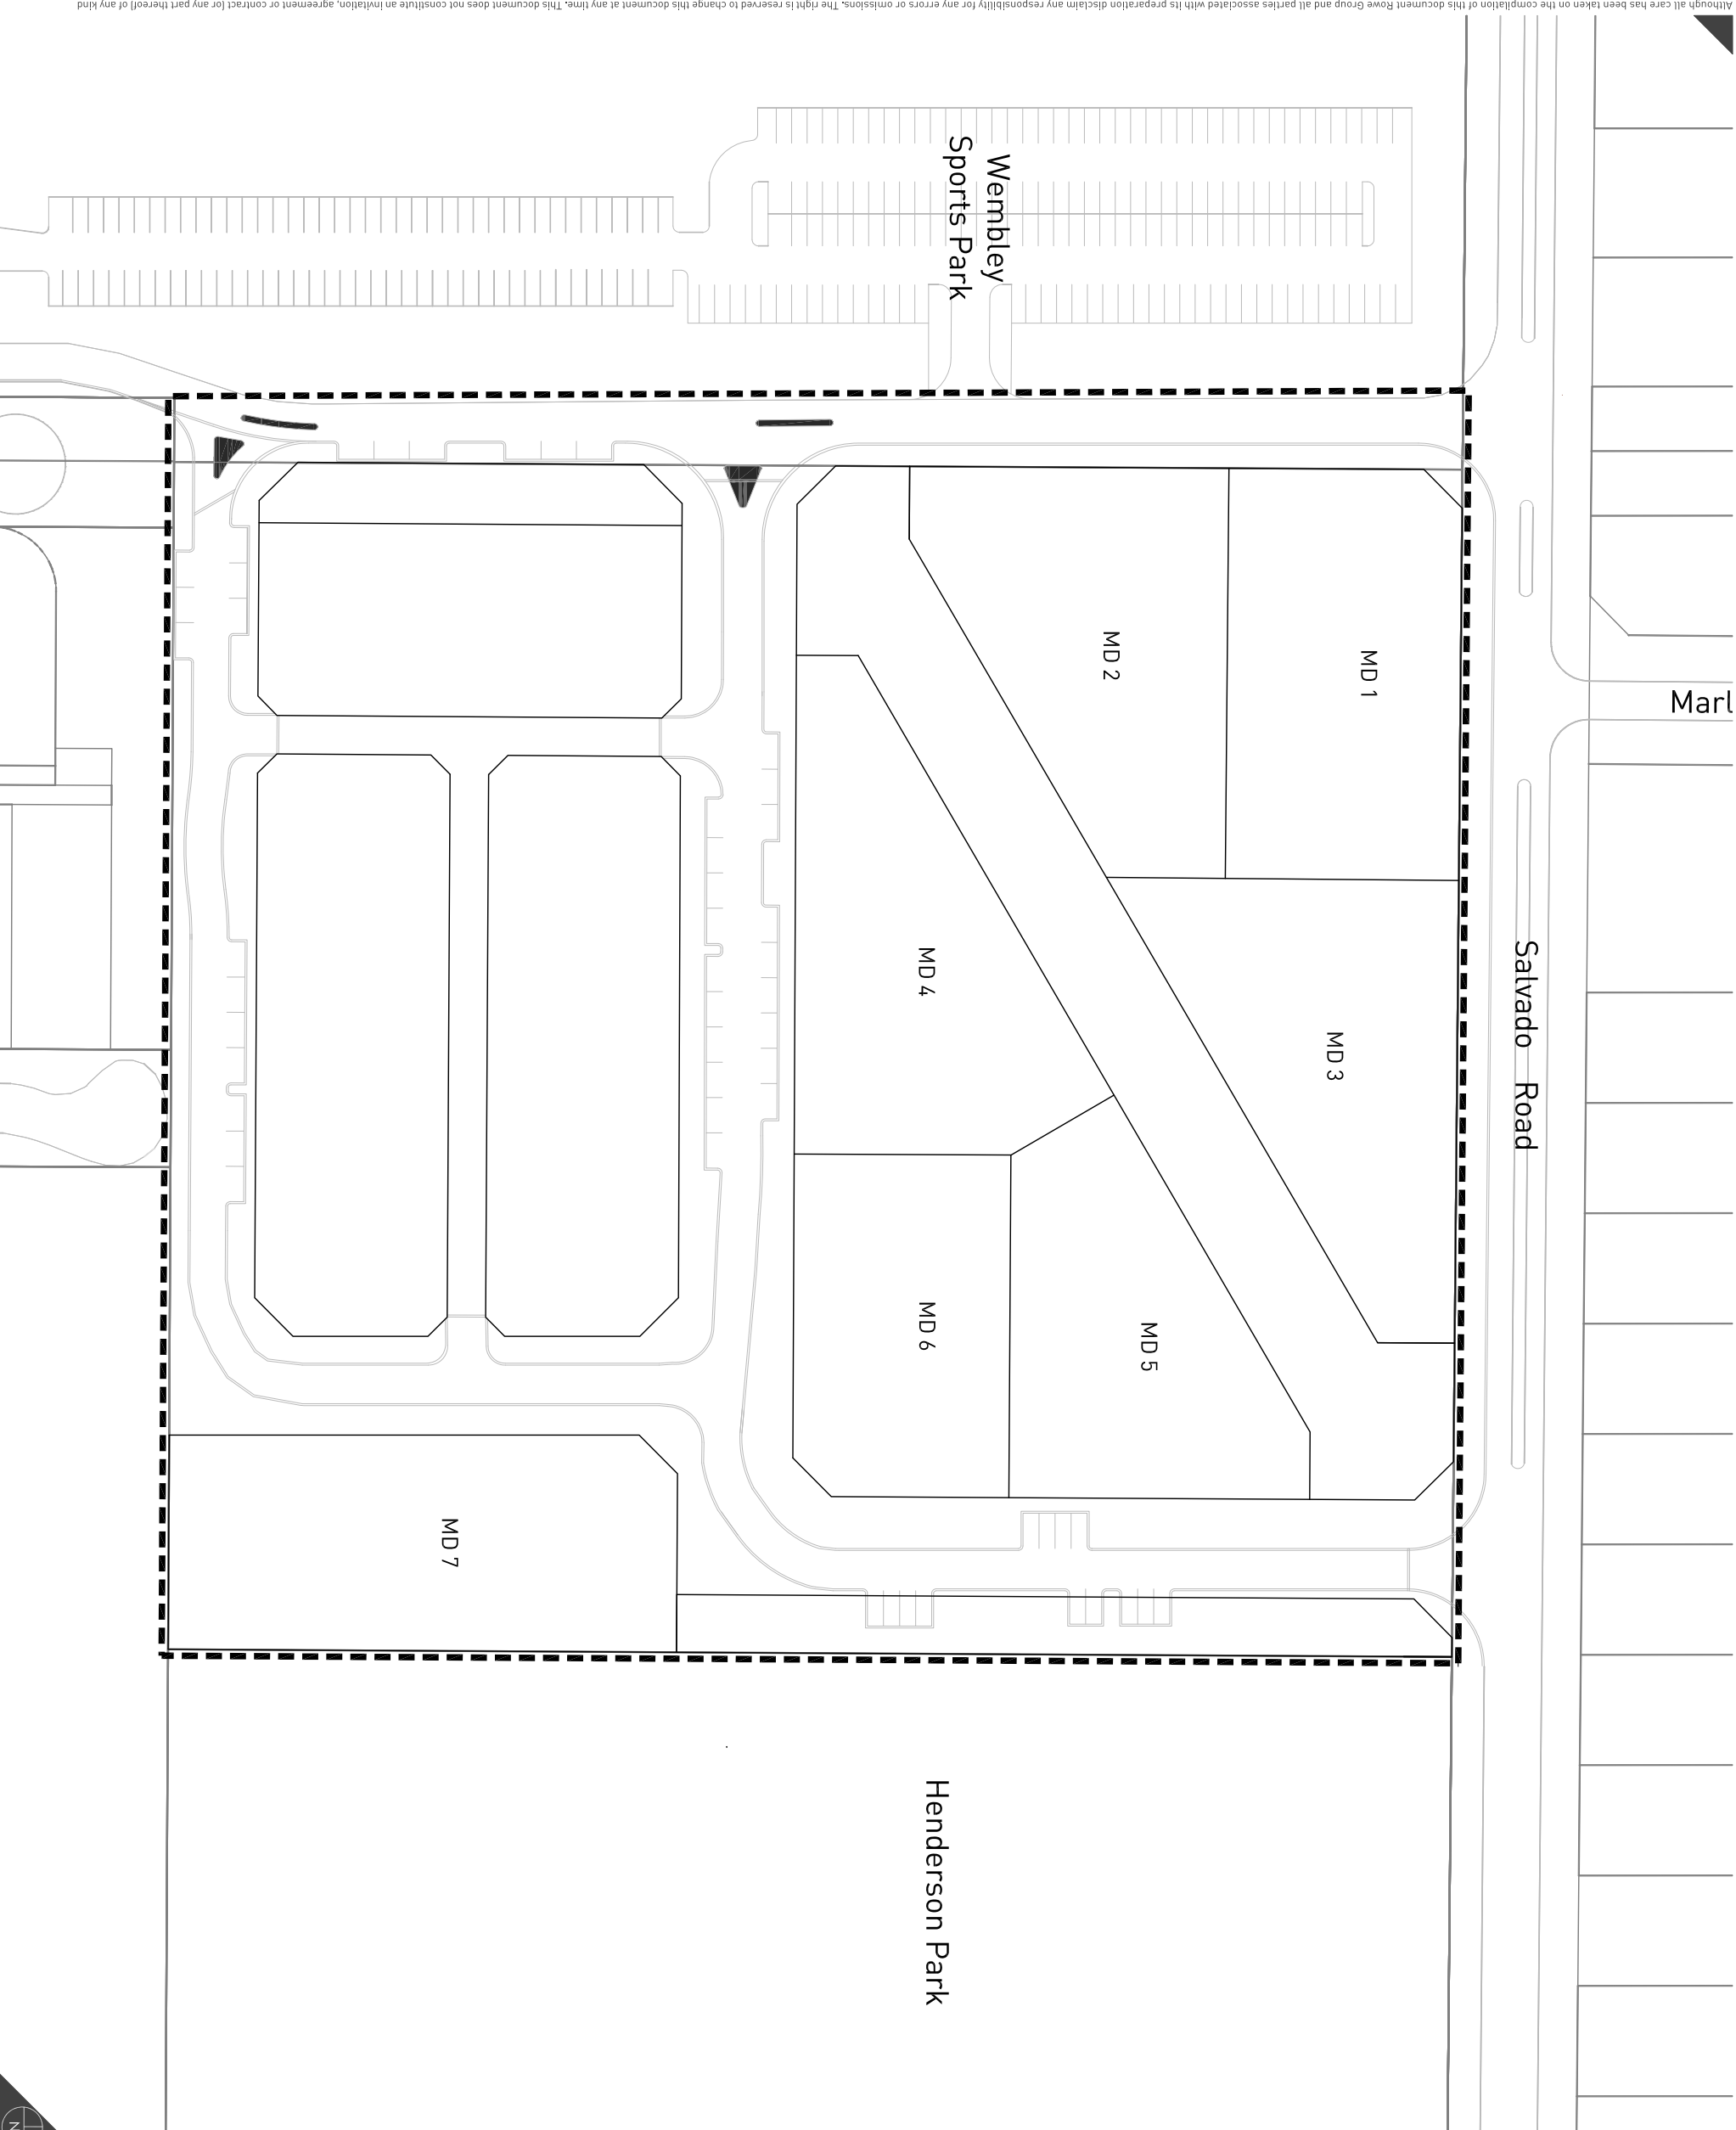 Although all care has been taken on the compilation of this document Rowe Group and all parties associated with its preparation disclaim any responsibility for any errors or omissions. The right is reserved to change this document at any time. This document does not constitute an invitation, agreement or contract (or any part thereof) of any kind
Wembley
Sports Park
MD 1
MD 2
Marl
MD 3
MD 4
Salvado Road
MD 5
MD 6
MD 7
Henderson Park
N